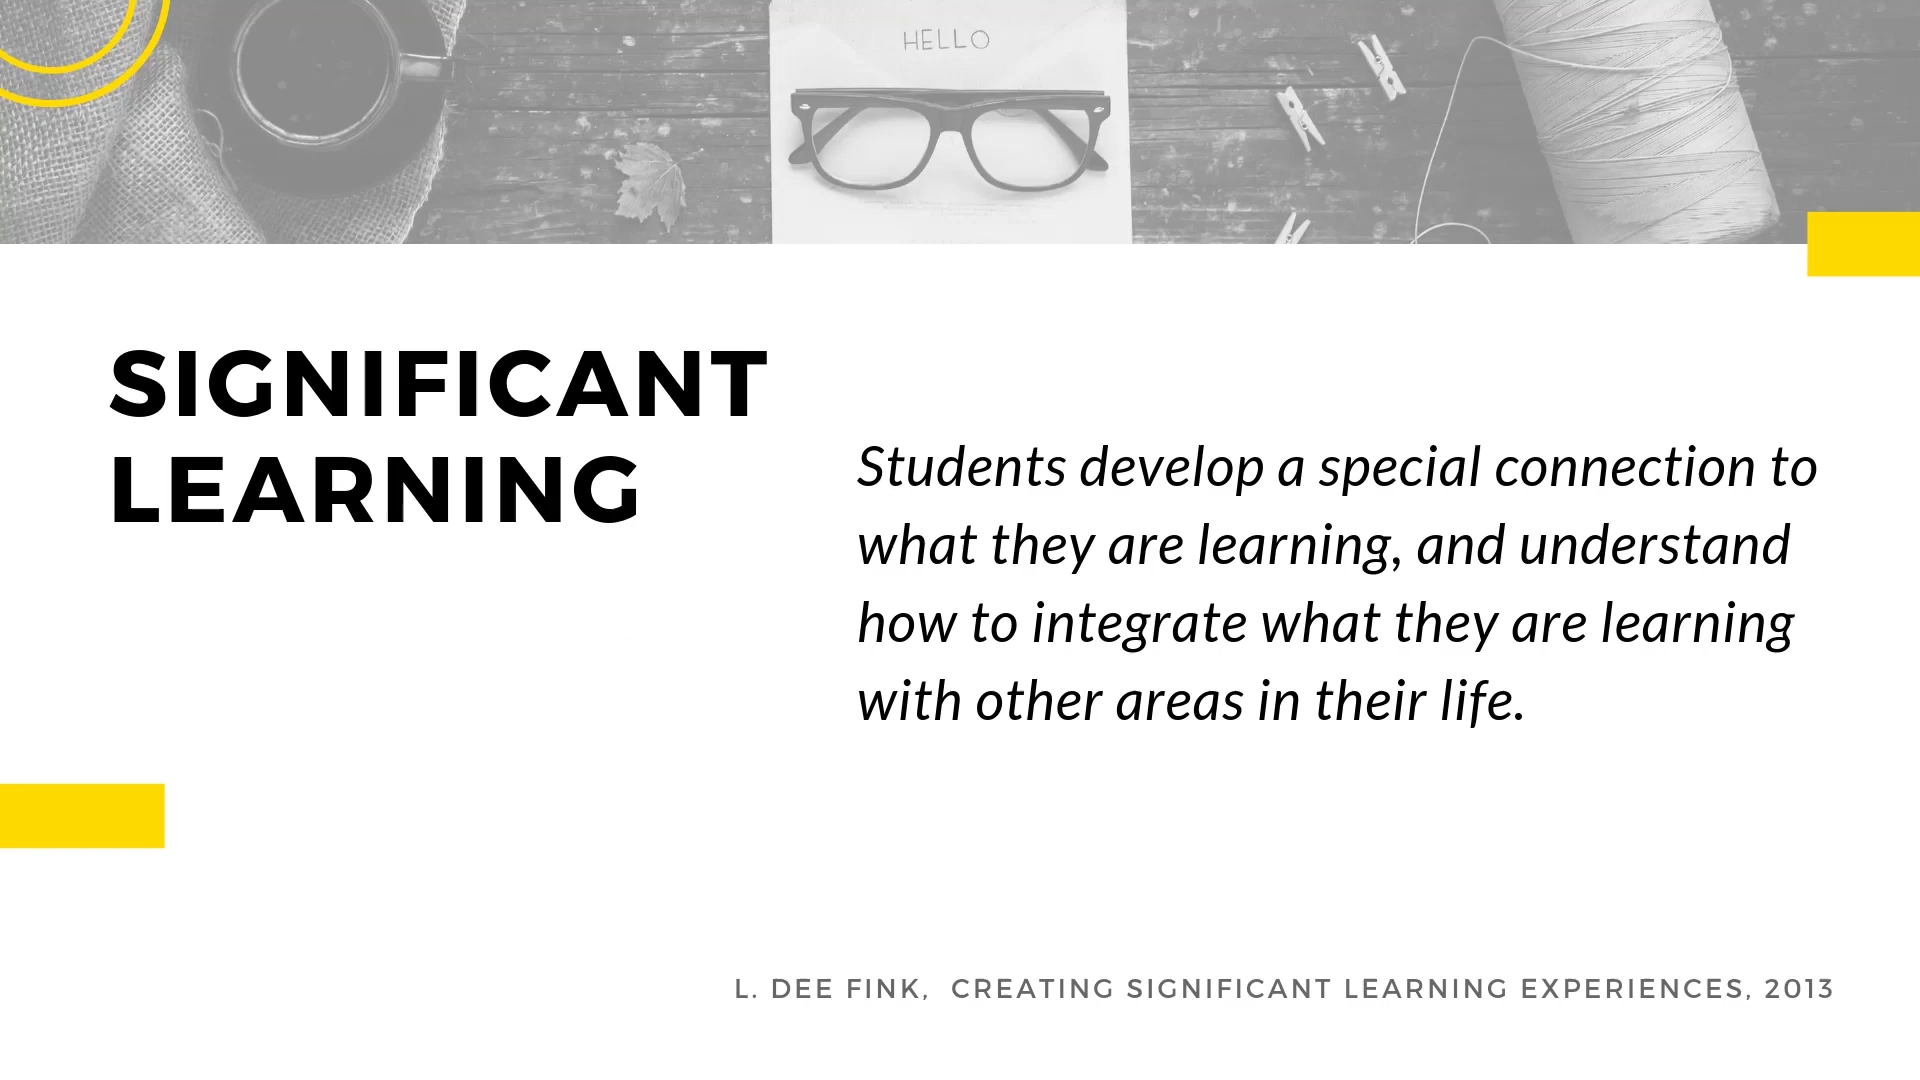 HELLO
SIGNIFICANT
LEARNING
Students develop a special connection to
what they are learning, and understand
how to integrate what they are learning
with other areas in their life.
L. DEE FINK, CREATING SIGNIFICANT LEARNING EXPERIENCES, 2013